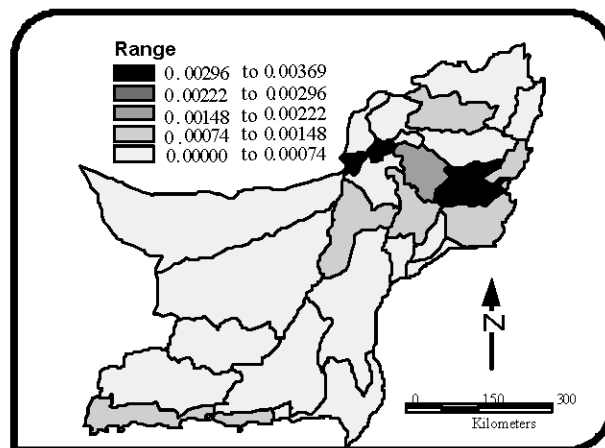 Range
0.00296 to 0.00369
0.00222 to 0.00296
0.00148 to 0.00222
0.00074 to 0.00148
0.00000 to 0.00074
N
0 150 300
Kilometers